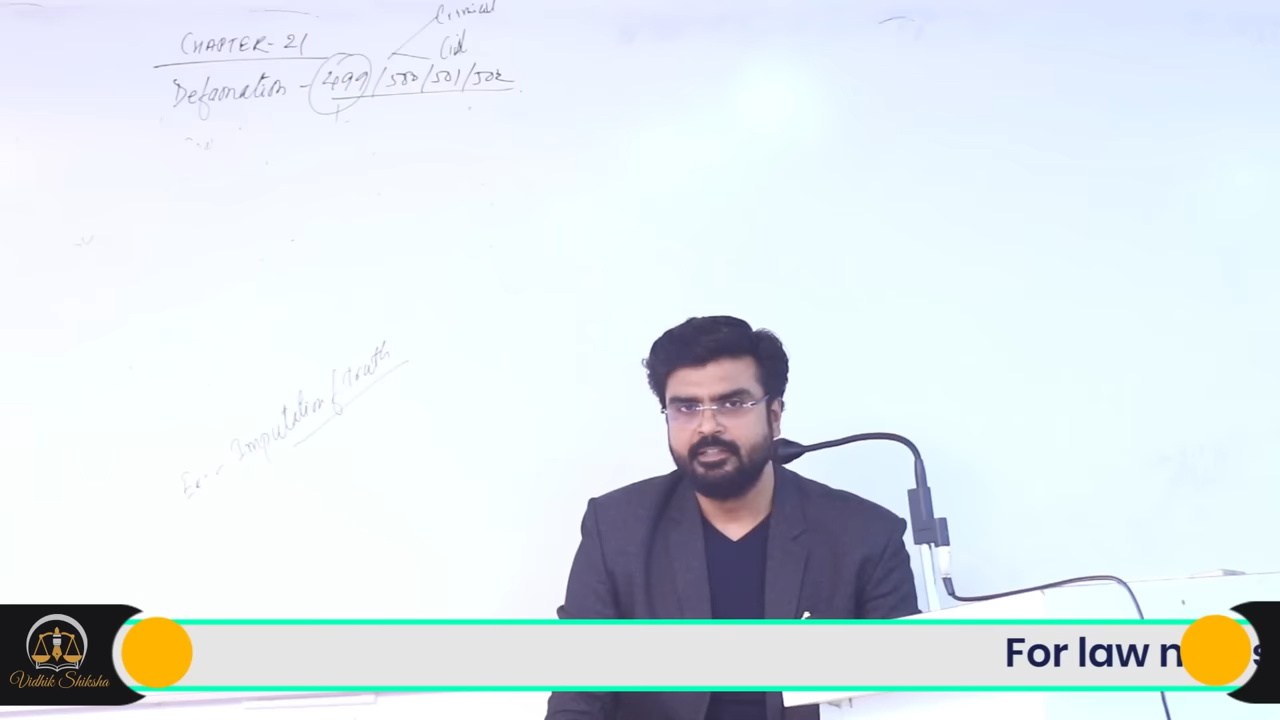 Criminal
CHAPTER-21
Civil
Defamation - 499/500/501/502
Ex:- Imputation of truth
For law n
Vidhik Shiksha